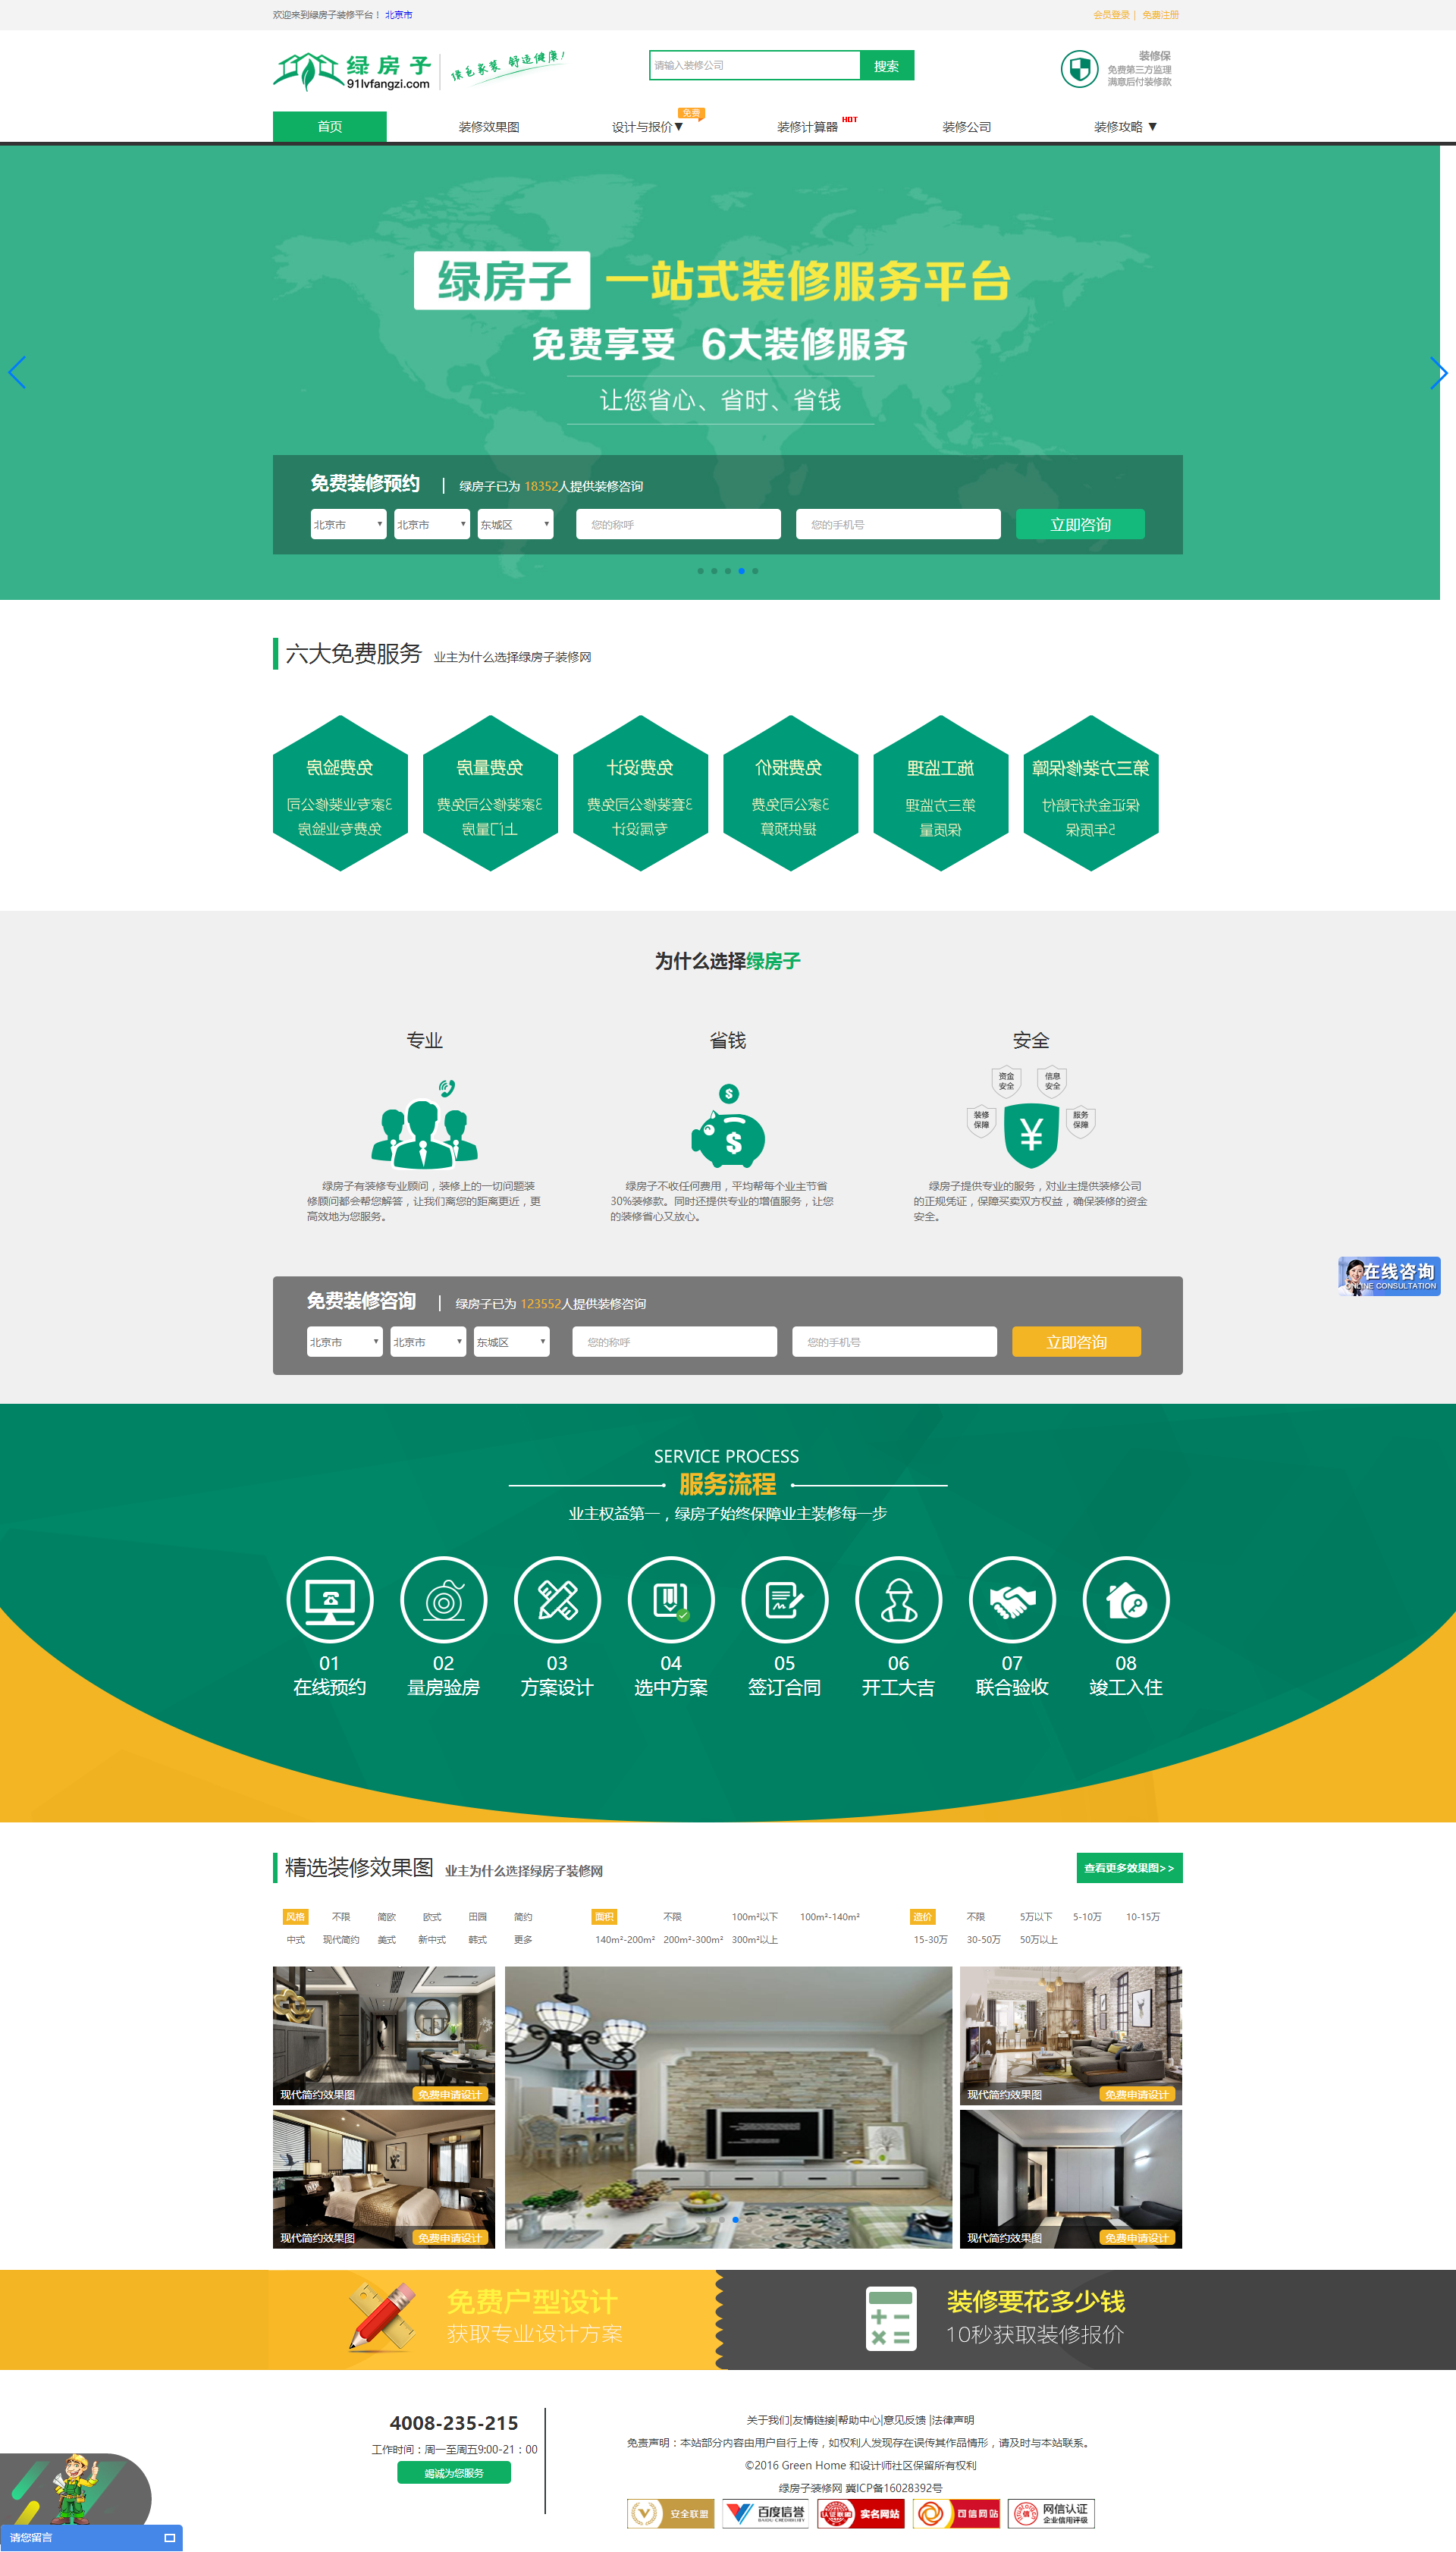 欢迎来到绿房子装修平台! 北京市
会员登录 | 免费注册
绿房子
91lvfangzi.com
绿色家装 舒适健康!
请输入装修公司
搜索
装修保
免费第三方监理
满意后付装修款
首页
装修效果图
设计与报价▼
免费
装修计算器
HOT
装修公司
装修攻略 ▼
绿房子 一站式装修服务平台
免费享受 6大装修服务
让您省心、省时、省钱
免费装修预约 | 绿房子已为 18352人提供装修咨询
北京市
北京市
东城区
您的称呼
您的手机号
立即咨询
六大免费服务 业主为什么选择绿房子装修网
免费验房
3家专业装修公司
免费专业验房
免费量房
3家装修公司免费
上门量房
免费设计
3套装修公司免费
专属设计
免费报价
3家公司免费
提供预算
施工监理
第三方监理
保质量
第三方装修保障
保证金先行赔付
5年质保
为什么选择绿房子
专业
绿房子有装修专业顾问，装修上的一切问题装
修顾问都会帮您解答，让我们离您的距离更近，更
高效地为您服务。
省钱
绿房子不收任何费用，平均帮每个业主节省
30%装修款。同时还提供专业的增值服务，让您
的装修省心又放心。
安全
资金
安全
信息
安全
装修
保障
服务
保障
绿房子提供专业的服务，对业主提供装修公司
的正规凭证，保障买卖双方权益，确保装修的资金
安全。
在线咨询
ONLINE CONSULTATION
免费装修咨询 | 绿房子已为 123552人提供装修咨询
北京市
北京市
东城区
您的称呼
您的手机号
立即咨询
SERVICE PROCESS
服务流程
业主权益第一，绿房子始终保障业主装修每一步
01
在线预约
02
量房验房
03
方案设计
04
选中方案
05
签订合同
06
开工大吉
07
联合验收
08
竣工入住
精选装修效果图 业主为什么选择绿房子装修网
查看更多效果图>>
风格 不限 简欧 欧式 田园 简约
中式 现代简约 美式 新中式 韩式 更多
面积 不限 100m²以下 100m²-140m²
140m²-200m² 200m²-300m² 300m²以上
造价 不限 5万以下 5-10万 10-15万
15-30万 30-50万 50万以上
现代简约效果图 免费申请设计
现代简约效果图 免费申请设计
现代简约效果图 免费申请设计
现代简约效果图 免费申请设计
免费户型设计
获取专业设计方案
装修要花多少钱
10秒获取装修报价
4008-235-215
工作时间：周一至周五9:00-21：00
竭诚为您服务
关于我们|友情链接|帮助中心|意见反馈 |法律声明
免责声明：本站部分内容由用户自行上传，如权利人发现存在误传其作品情形，请及时与本站联系。
©2016 Green Home 和设计师社区保留所有权利
绿房子装修网 冀ICP备16028392号
安全联盟
百度信誉
BAIDU CREDIBILITY
认证联盟
实名网站
可信网站
网信认证
企业信用评级
请您留言